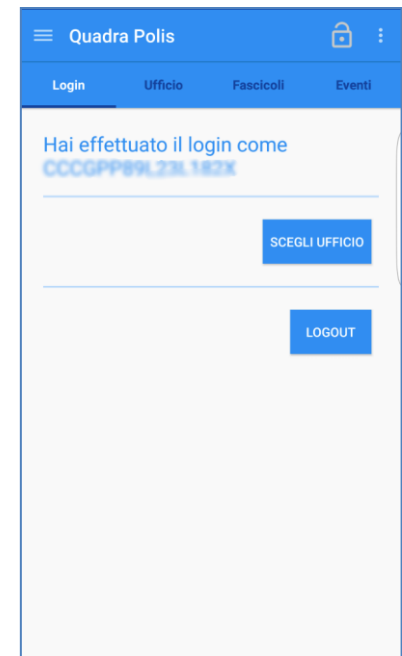 Quadra Polis
Login Ufficio Fascicoli Eventi
Hai effettuato il login come
SCEGLI UFFICIO
LOGOUT